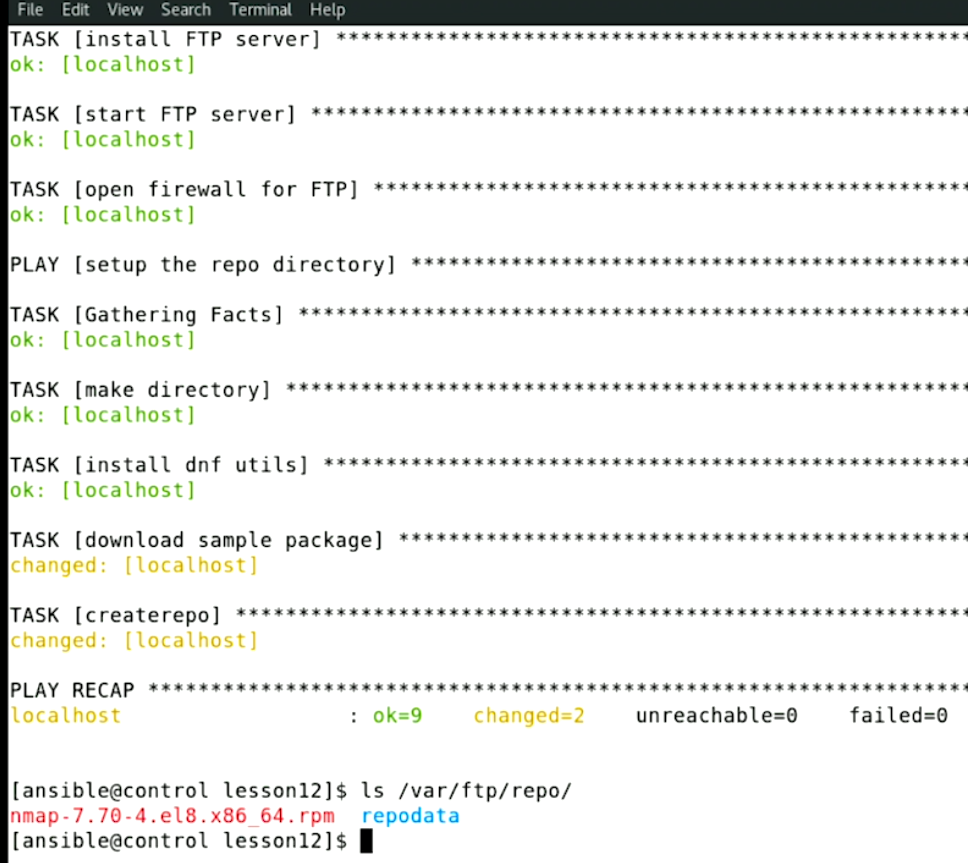 File Edit View Search Terminal Help
TASK [install FTP server] **************************************************
ok: [localhost]
TASK [start FTP server] ****************************************************
ok: [localhost]
TASK [open firewall for FTP] ***********************************************
ok: [localhost]
PLAY [setup the repo directory] ********************************************
TASK [Gathering Facts] *****************************************************
ok: [localhost]
TASK [make directory] ******************************************************
ok: [localhost]
TASK [install dnf utils] ***************************************************
ok: [localhost]
TASK [download sample package] *********************************************
changed: [localhost]
TASK [createrepo] **********************************************************
changed: [localhost]
PLAY RECAP *****************************************************************
localhost                  : ok=9    changed=2    unreachable=0    failed=0
[ansible@control lesson12]$ ls /var/ftp/repo/
nmap-7.70-4.el8.x86_64.rpm  repodata
[ansible@control lesson12]$